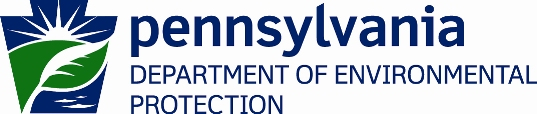 pennsylvania
DEPARTMENT OF ENVIRONMENTAL
PROTECTION